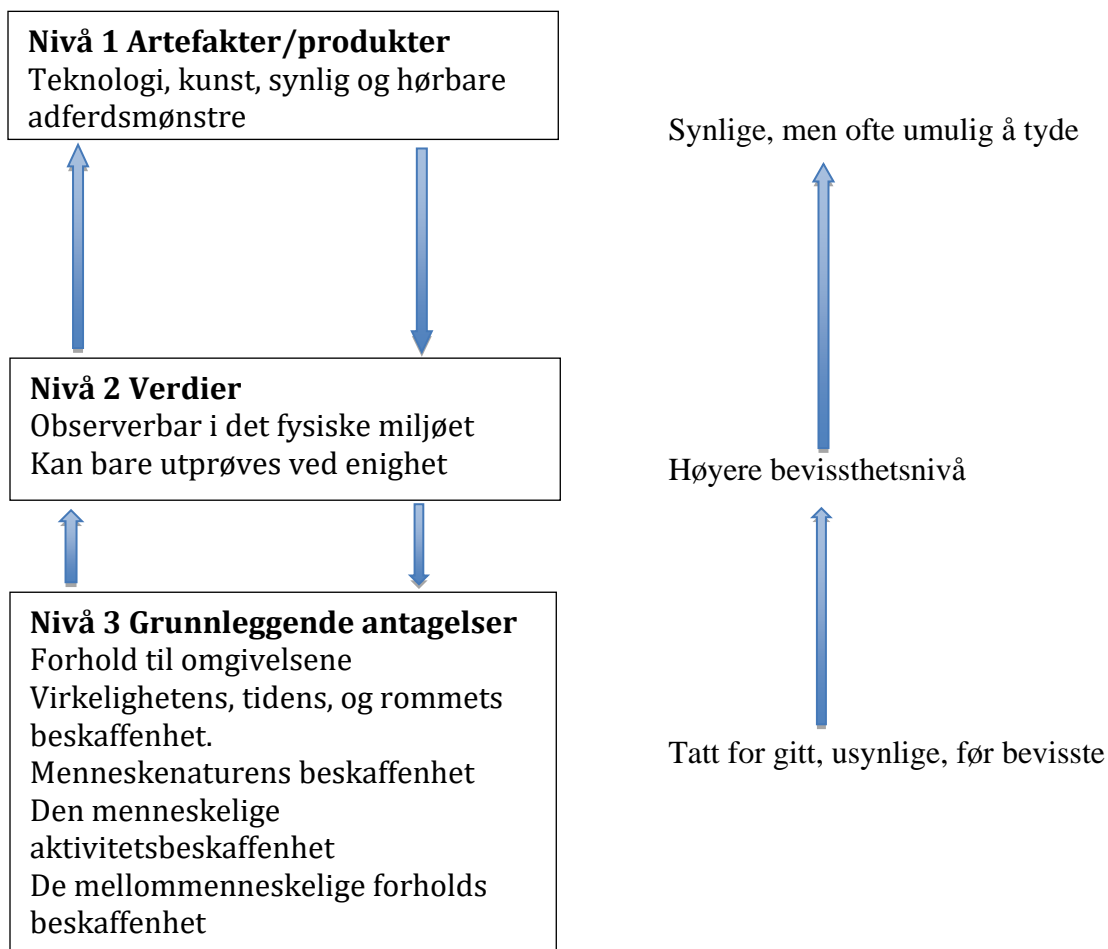 Nivå 1 Artefakter/produkter
Teknologi, kunst, synlig og hørbare
adferdsmønstre
Synlige, men ofte umulig å tyde
Nivå 2 Verdier
Observerbar i det fysiske miljøet
Kan bare utprøves ved enighet
Høyere bevissthetsnivå
Nivå 3 Grunnleggende antagelser
Forhold til omgivelsene
Virkelighetens, tidens, og rommets
beskaffenhet.
Menneskenaturens beskaffenhet
Den menneskelige
aktivitetsbeskaffenhet
De mellommenneskelige forholds
beskaffenhet
Tatt for gitt, usynlige, før bevisste